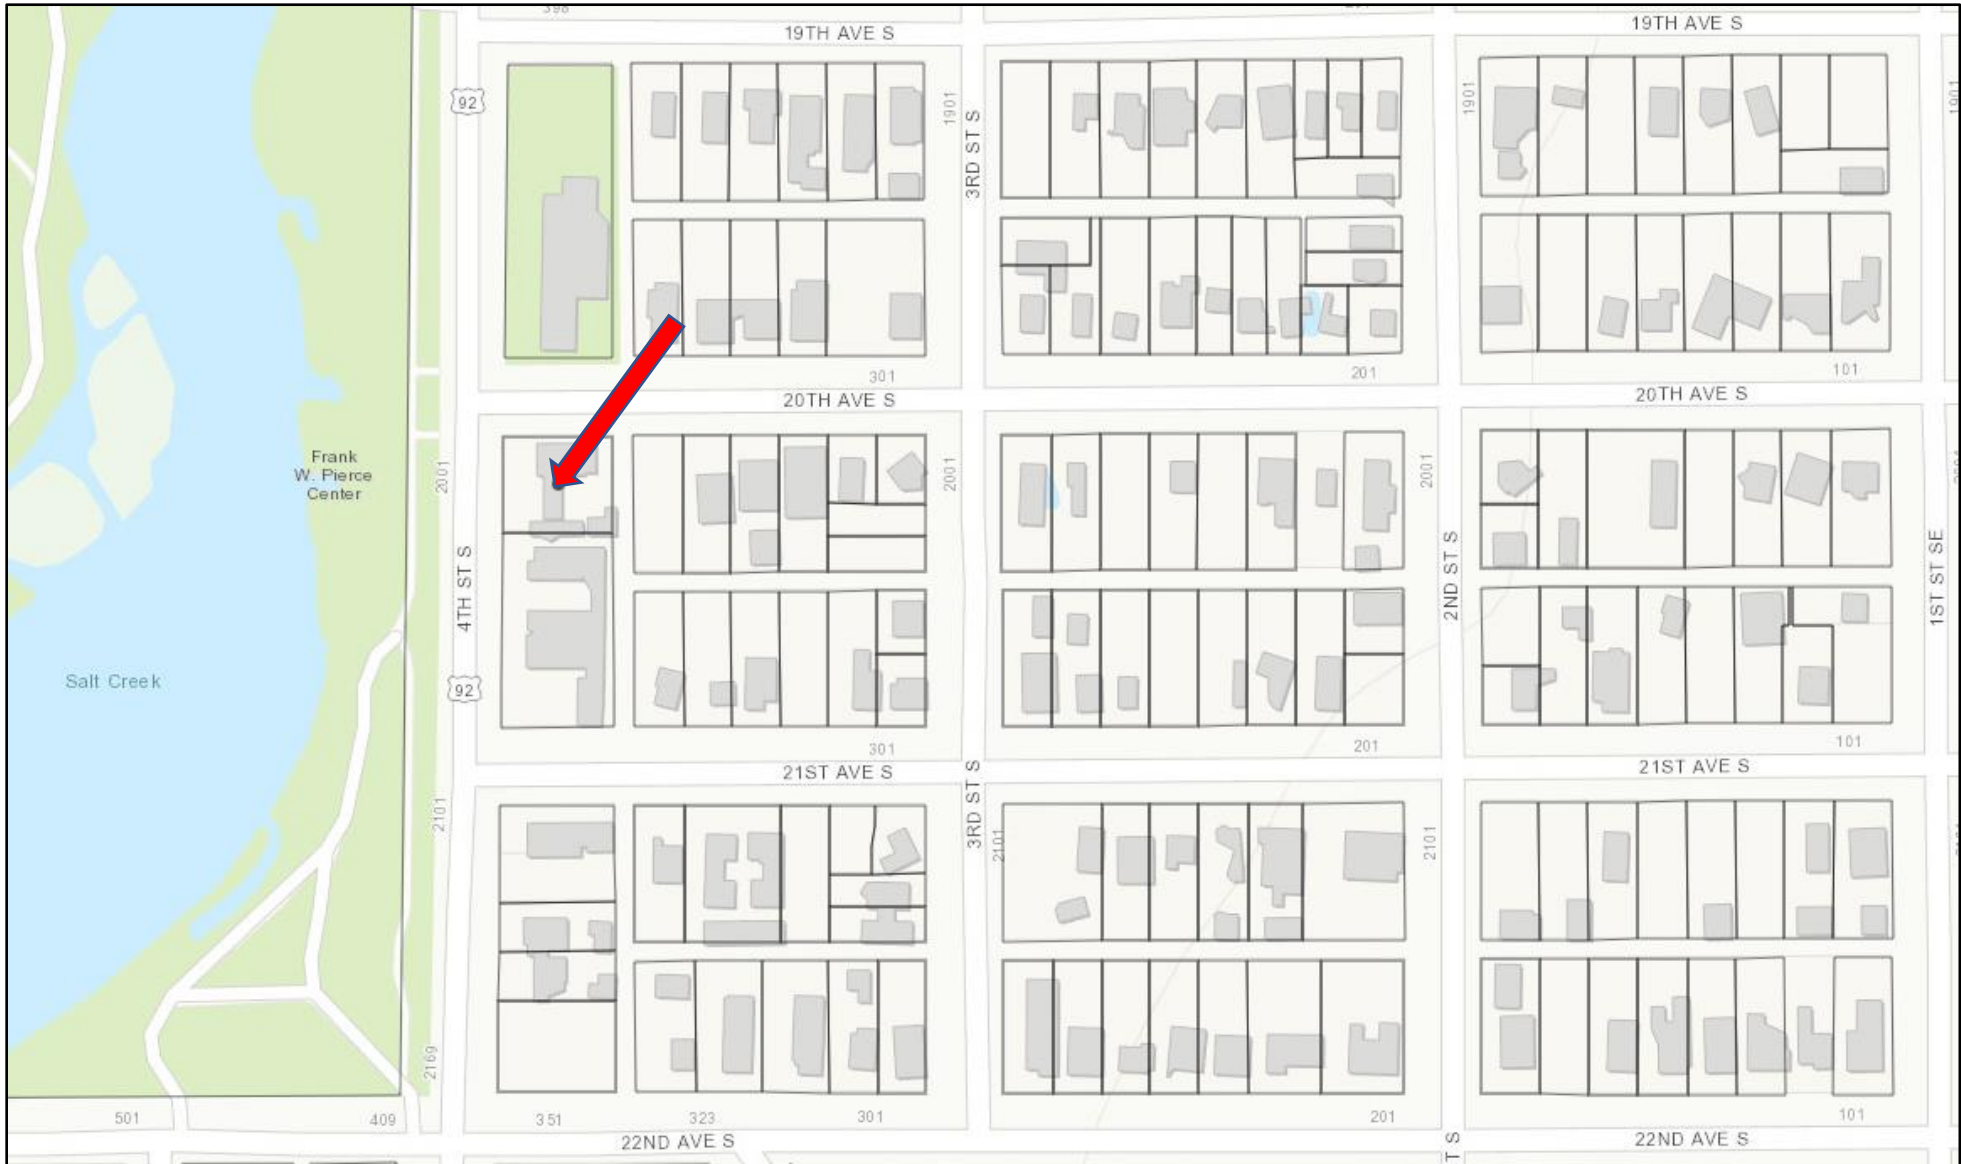 398
19TH AVE S
19TH AVE S
92
1901
3RD ST S
1901
1901
301
201
101
20TH AVE S
20TH AVE S
Frank
W. Pierce
Center
2001
2001
2001
4TH ST S
2ND ST S
1ST ST SE
Salt Creek
92
301
201
101
21ST AVE S
21ST AVE S
2101
3RD ST S
2101
2101
2169
501
409
351
323
301
201
101
22ND AVE S
22ND AVE S
T S